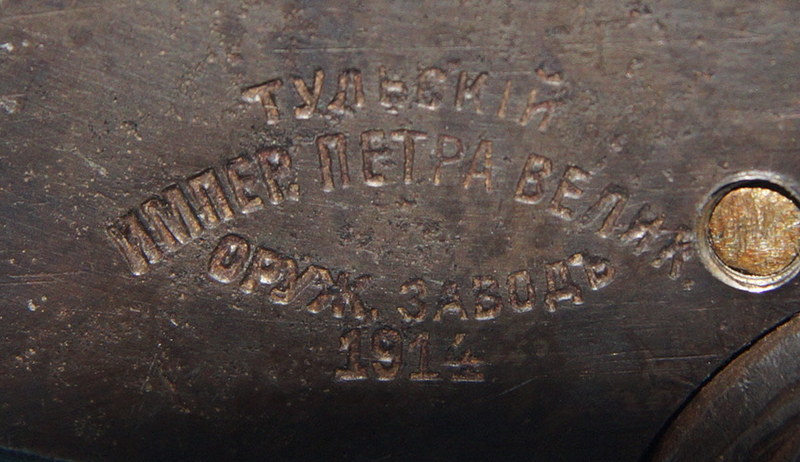 ТУЛЬСКІЙ
ИМПЕР. ПЕТРА ВЕЛИК.
ОРУЖ. ЗАВОДЪ
1914